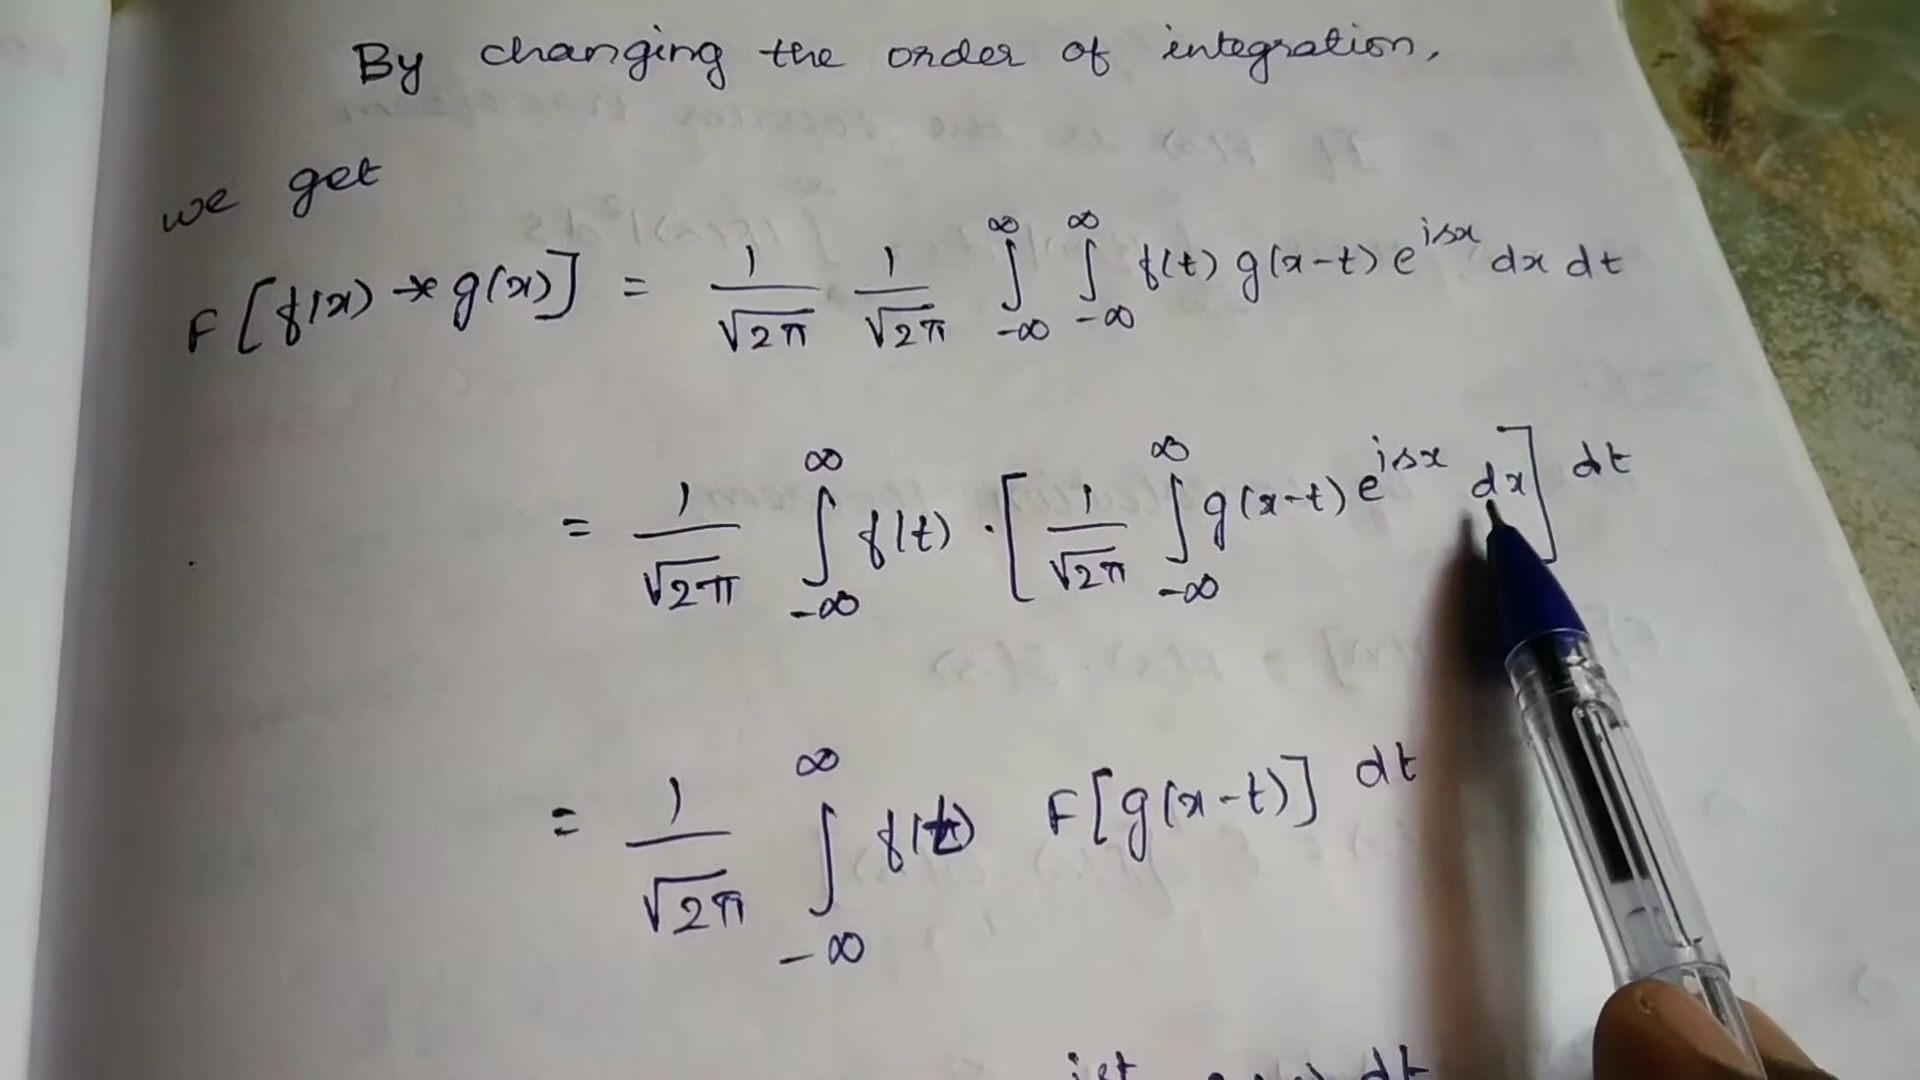 By changing the order of integration,
we get
F[f(x) * g(x)] = 1/√2π 1/√2π ∫_{-∞}^{∞} ∫_{-∞}^{∞} f(t) g(x-t) e^{isx} dx dt
= 1/√2π ∫_{-∞}^{∞} f(t) · [1/√2π ∫_{-∞}^{∞} g(x-t) e^{isx} dx] dt
= 1/√2π ∫_{-∞}^{∞} f(t) F[g(x-t)] dt